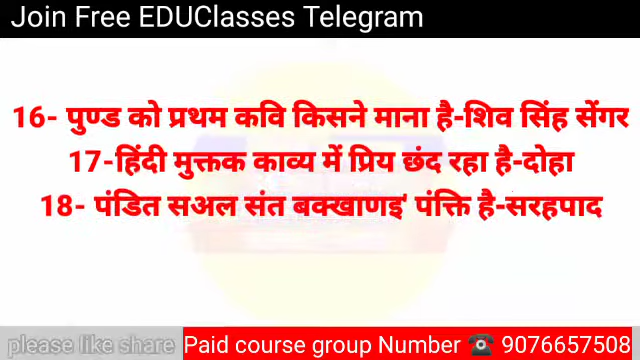 Join Free EDUClasses Telegram
16- पुण्ड को प्रथम कवि किसने माना है-शिव सिंह सेंगर
17-हिंदी मुक्तक काव्य में प्रिय छंद रहा है-दोहा
18- पंडित सअल संत बक्खाणइ' पंक्ति है-सरहपाद
please like share Paid course group Number ☎ 9076657508